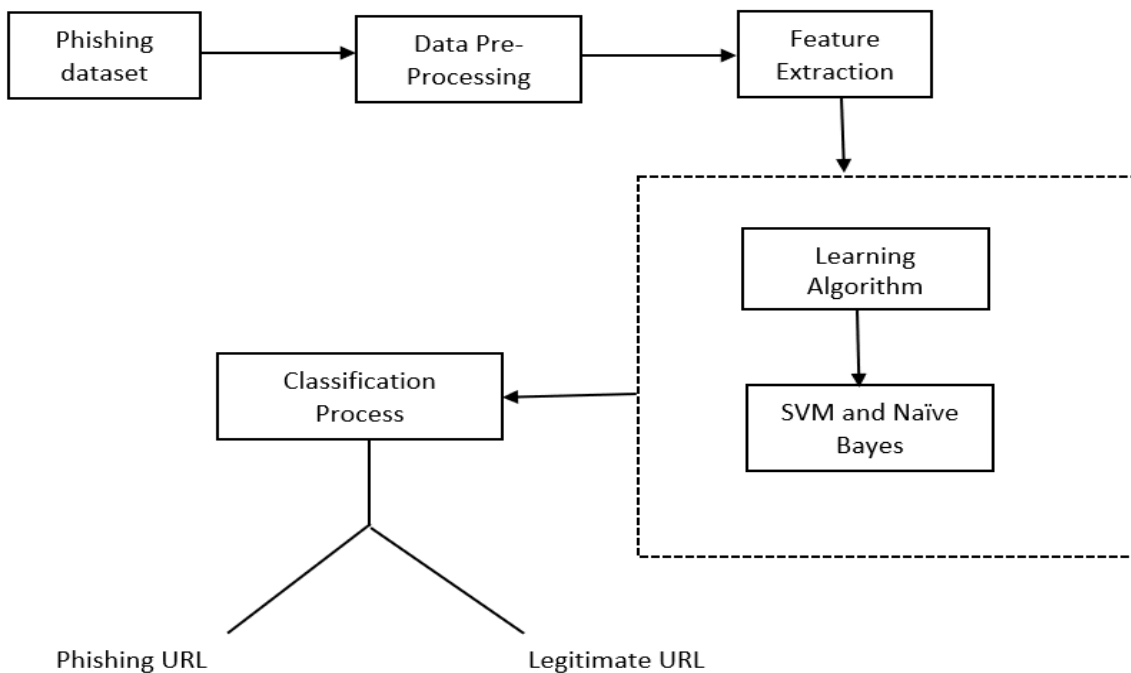 Phishing
dataset
Data Pre-
Processing
Feature
Extraction
Learning
Algorithm
SVM and Naïve
Bayes
Classification
Process
Phishing URL
Legitimate URL